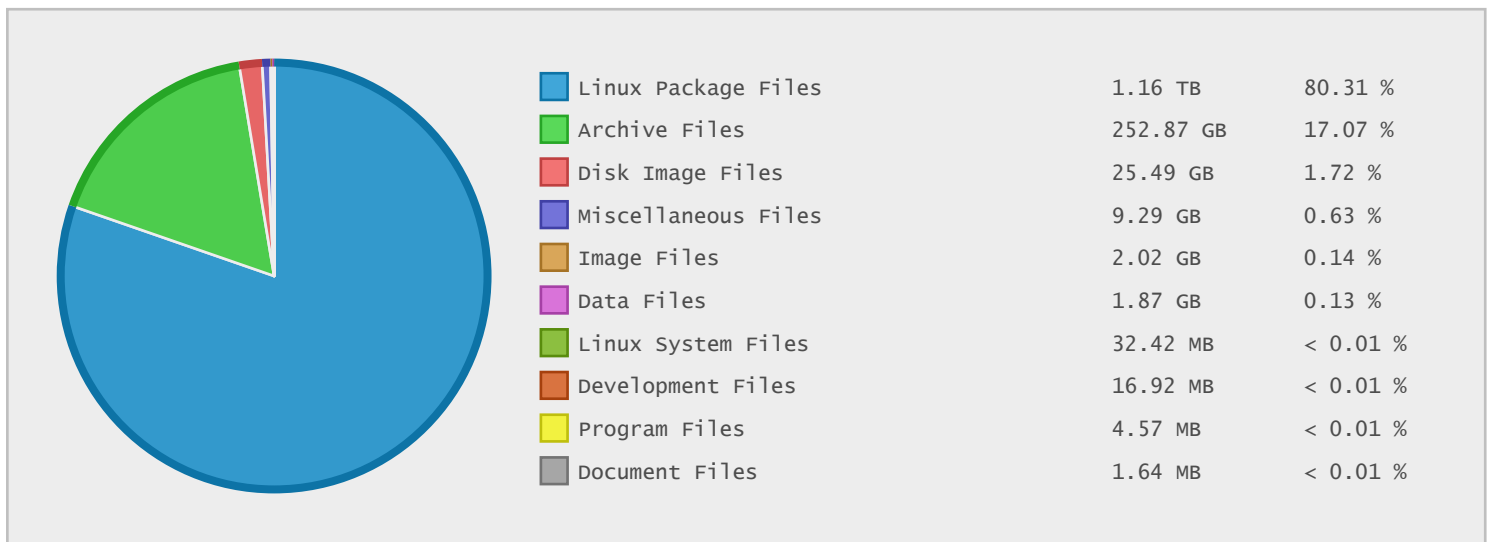 Linux Package Files 1.16 TB 80.31 %
Archive Files 252.87 GB 17.07 %
Disk Image Files 25.49 GB 1.72 %
Miscellaneous Files 9.29 GB 0.63 %
Image Files 2.02 GB 0.14 %
Data Files 1.87 GB 0.13 %
Linux System Files 32.42 MB < 0.01 %
Development Files 16.92 MB < 0.01 %
Program Files 4.57 MB < 0.01 %
Document Files 1.64 MB < 0.01 %